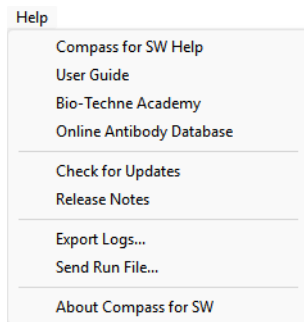 Help
Compass for SW Help
User Guide
Bio-Techne Academy
Online Antibody Database
Check for Updates
Release Notes
Export Logs...
Send Run File...
About Compass for SW